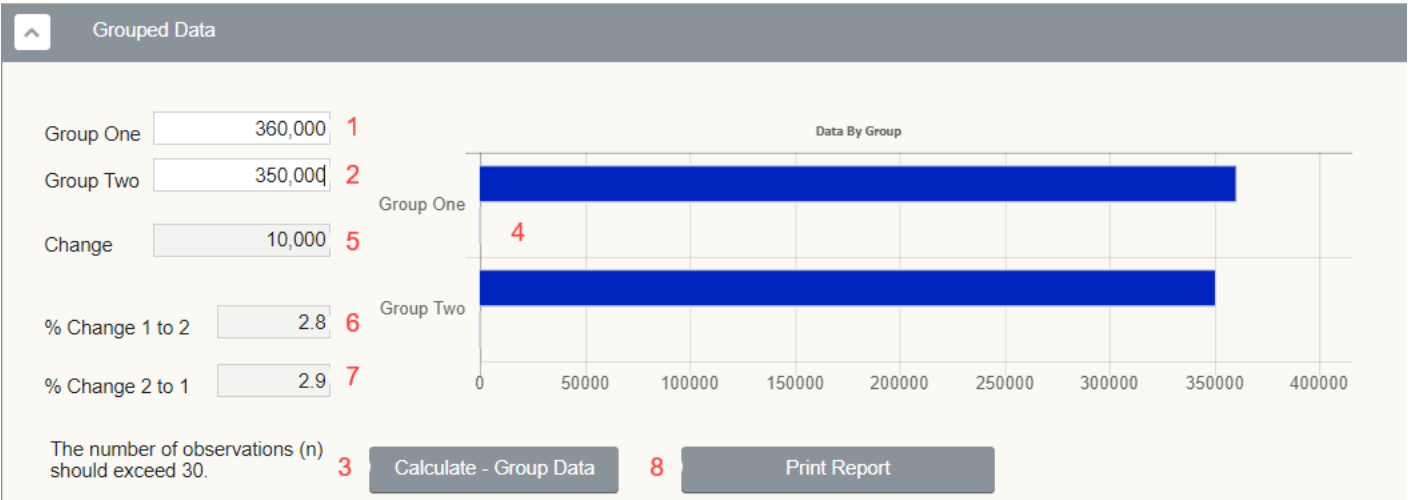 Grouped Data
Group One 360,000 1
Group Two 350,000 2
Change 10,000 5
% Change 1 to 2 2.8 6
% Change 2 to 1 2.9 7
Data By Group
Group One
4
Group Two
0 50000 100000 150000 200000 250000 300000 350000 400000
The number of observations (n)
should exceed 30.
3 Calculate - Group Data 8 Print Report